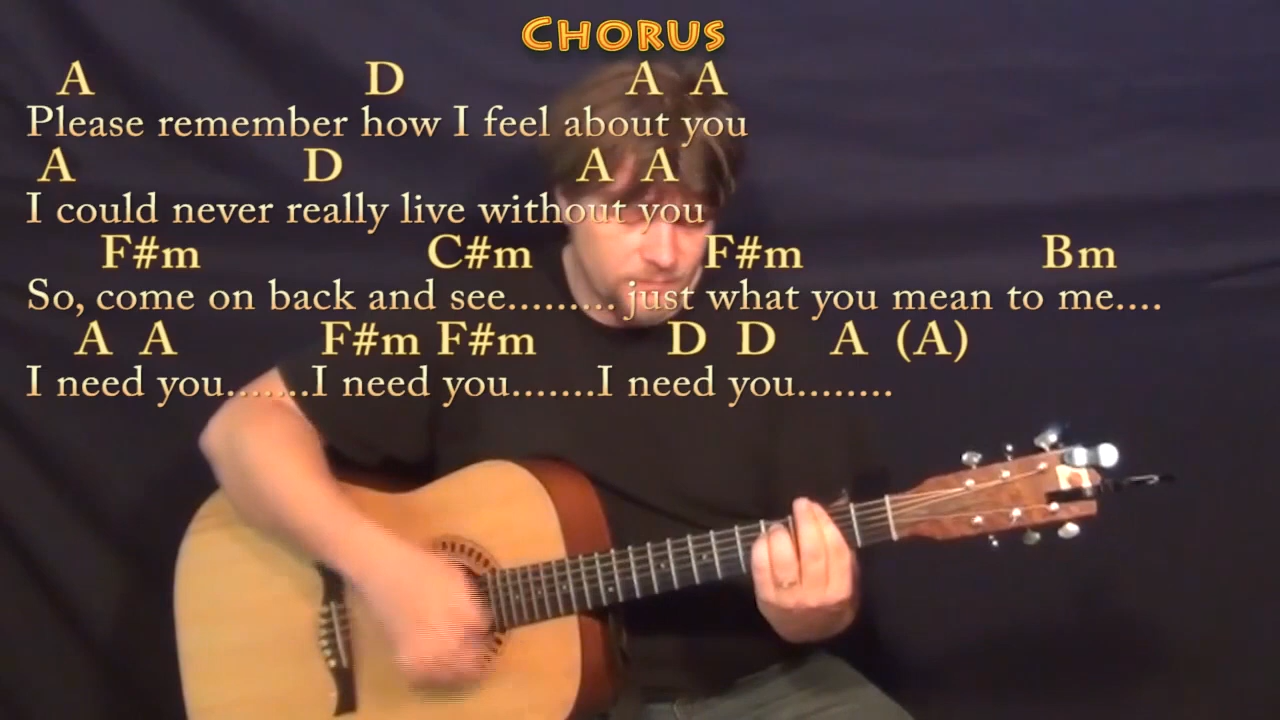 CHORUS
A D A A
Please remember how I feel about you
A D A A
I could never really live without you
F#m C#m F#m Bm
So, come on back and see......... just what you mean to me....
A A F#m F#m D D A (A)
I need you.......I need you.......I need you........